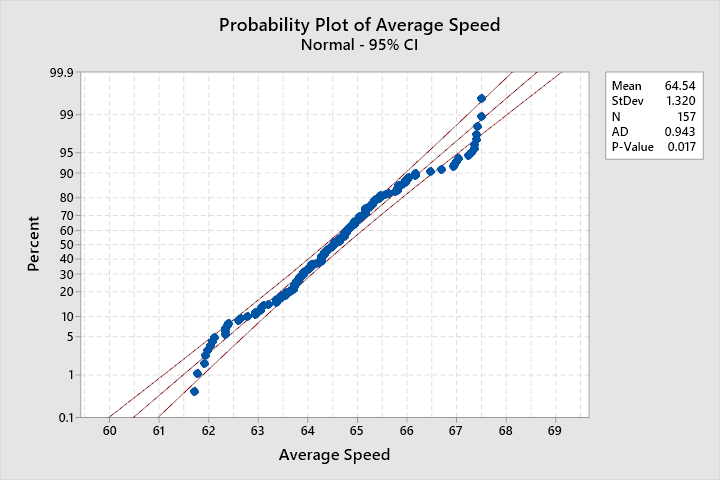 Probability Plot of Average Speed
Normal - 95% CI
Mean 64.54
StDev 1.320
N 157
AD 0.943
P-Value 0.017
Percent
99.9
99
95
90
80
70
60
50
40
30
20
10
5
1
0.1
60 61 62 63 64 65 66 67 68 69
Average Speed